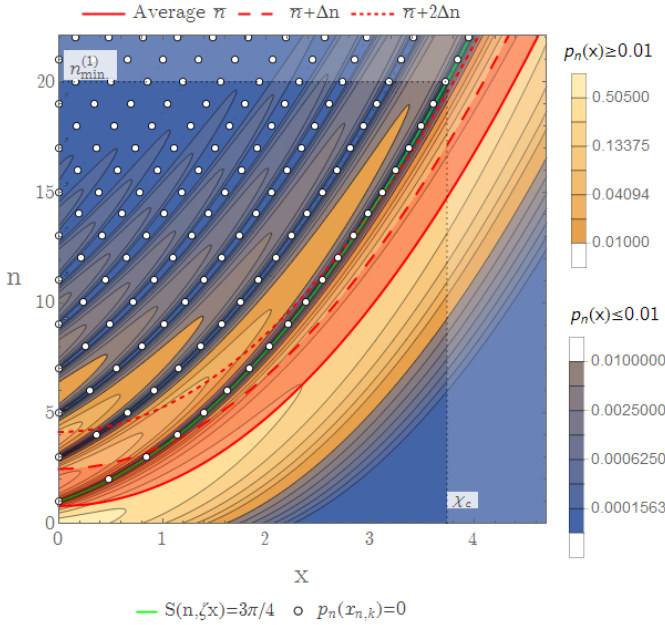 Average n̅ n̅+Δn n̅+2Δn
n_min^(1)
20
15
10
5
0
n
0 1 2 3 4
x
χ_c
p_n(x)≥0.01
0.50500
0.13375
0.04094
0.01000
p_n(x)≤0.01
0.0100000
0.0025000
0.0006250
0.0001563
S(n,ζx)=3π/4 p_n(x_{n,k})=0